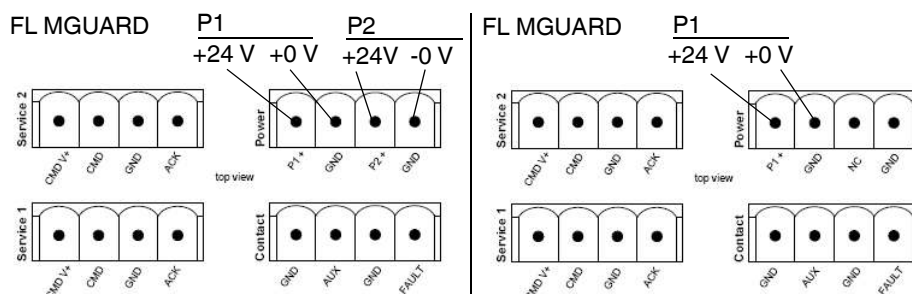 FL MGUARD
P1
P2
+24 V +0 V +24V -0 V
Service 2
CMD V+ CMD GND ACK
Power
P1+ GND P2+ GND
top view
Service 1
CMD V+ CMD GND ACK
Contact
GND AUX GND FAULT
FL MGUARD
P1
+24 V +0 V
Service 2
CMD V+ CMD GND ACK
Power
P1+ GND NC GND
top view
Service 1
CMD V+ CMD GND ACK
Contact
GND AUX GND FAULT